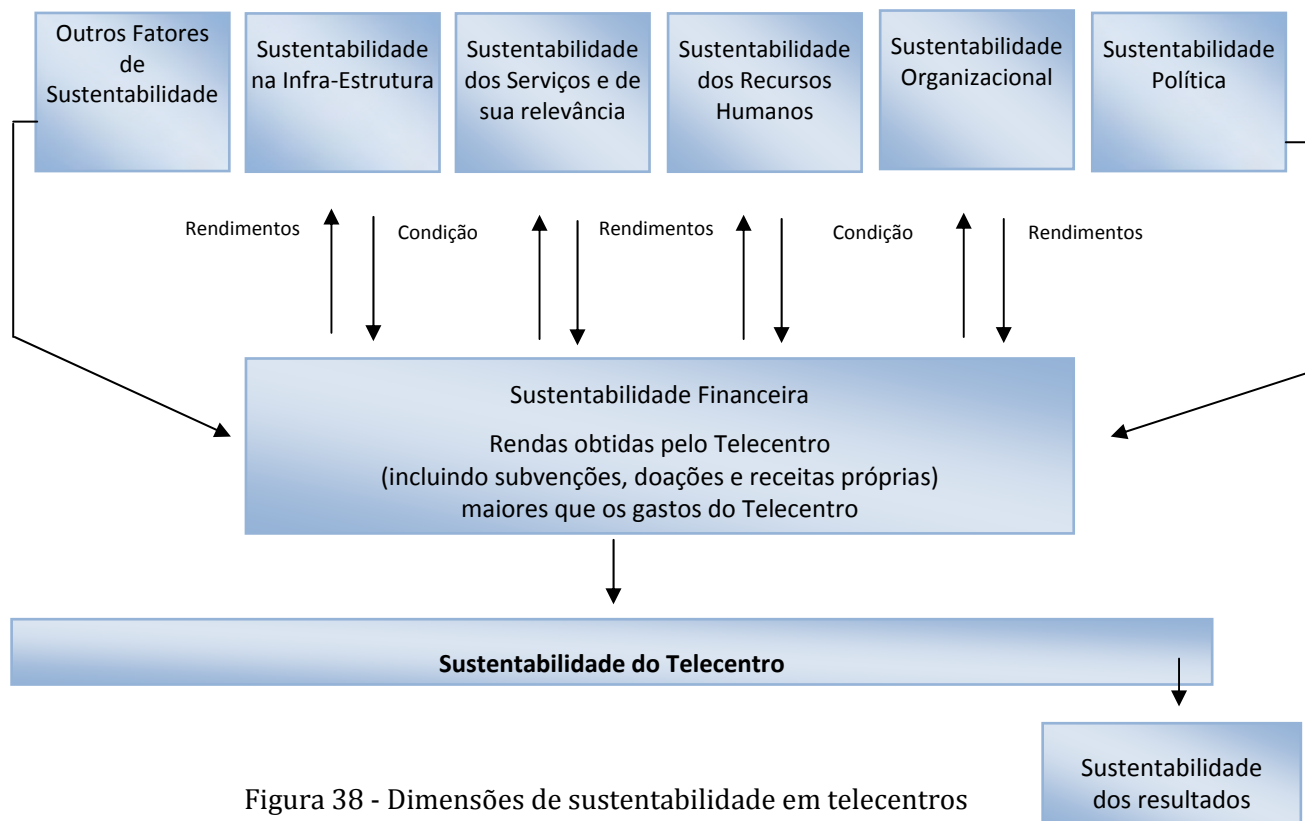 Outros Fatores
de
Sustentabilidade
Sustentabilidade
na Infra-Estrutura
Sustentabilidade
dos Serviços e de
sua relevância
Sustentabilidade
dos Recursos
Humanos
Sustentabilidade
Organizacional
Sustentabilidade
Política
Rendimentos
Condição
Rendimentos
Condição
Rendimentos
Sustentabilidade Financeira
Rendas obtidas pelo Telecentro
(incluindo subvenções, doações e receitas próprias)
maiores que os gastos do Telecentro
Sustentabilidade do Telecentro
Sustentabilidade
dos resultados
Figura 38 - Dimensões de sustentabilidade em telecentros